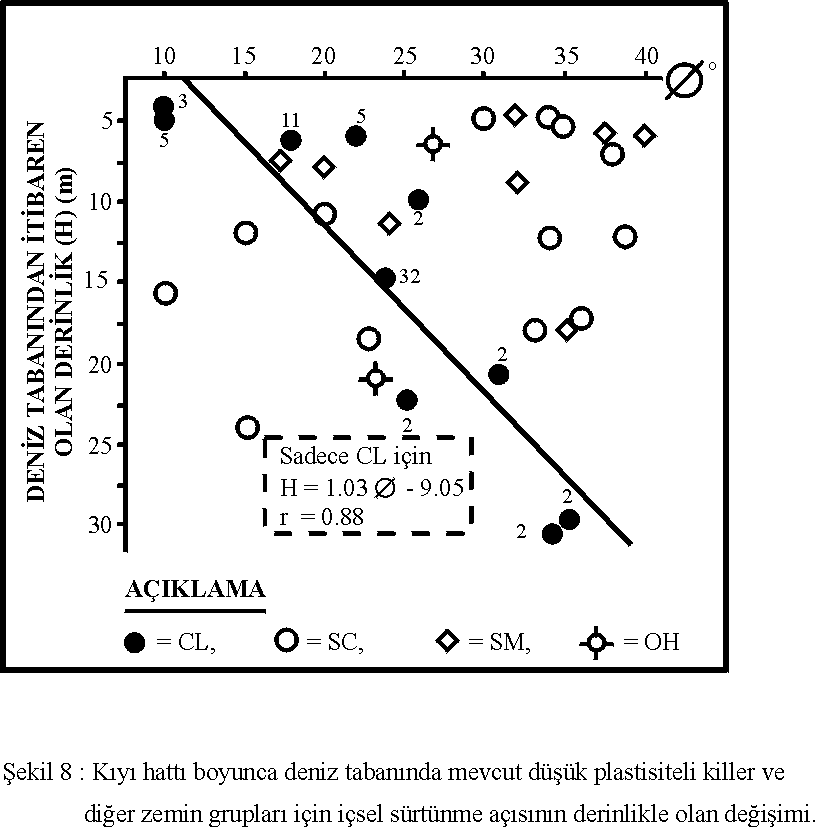 10 15 20 25 30 35 40 Ø°
DENİZ TABANINDAN İTİBAREN
OLAN DERİNLİK (H) (m)
5
10
15
20
25
30
3
5
11
5
2
32
2
2
2
2
Sadece CL için
H = 1.03 Ø - 9.05
r = 0.88
AÇIKLAMA
= CL, = SC, = SM, = OH
Şekil 8 : Kıyı hattı boyunca deniz tabanında mevcut düşük plastisiteli killer ve
diğer zemin grupları için içsel sürtünme açısının derinlikle olan değişimi.